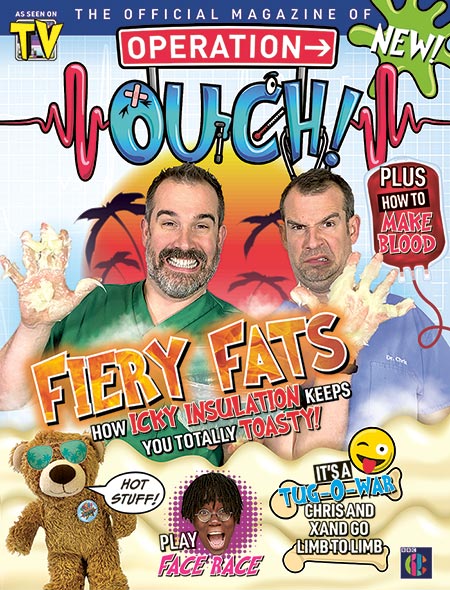 AS SEEN ON
TV
THE OFFICIAL MAGAZINE OF
OPERATION→
OUCH!
NEW!
PLUS
HOW TO
MAKE
BLOOD
Dr. Chris
FIERY FATS
HOW ICKY INSULATION KEEPS
YOU TOTALLY TOASTY!
HOT
STUFF!
PLAY
FACE RACE
IT'S A
TUG-O-WAR
CHRIS AND
XAND GO
LIMB TO LIMB
BBC
CBBC